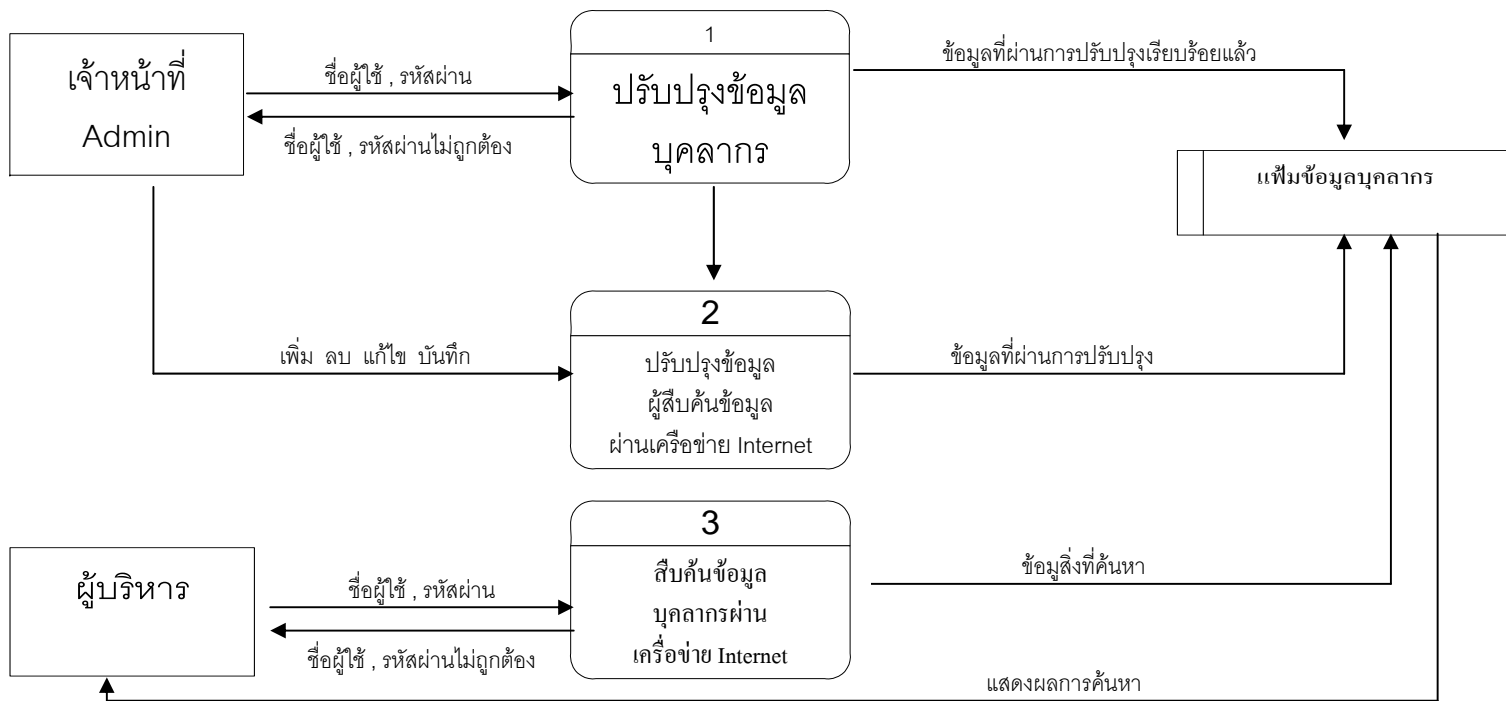 เจ้าหน้าที่
Admin
ชื่อผู้ใช้ , รหัสผ่าน
ชื่อผู้ใช้ , รหัสผ่านไม่ถูกต้อง
1
ปรับปรุงข้อมูล
บุคลากร
ข้อมูลที่ผ่านการปรับปรุงเรียบร้อยแล้ว
แฟ้มข้อมูลบุคลากร
เพิ่ม ลบ แก้ไข บันทึก
2
ปรับปรุงข้อมูล
ผู้สืบค้นข้อมูล
ผ่านเครือข่าย Internet
ข้อมูลที่ผ่านการปรับปรุง
ผู้บริหาร
ชื่อผู้ใช้ , รหัสผ่าน
ชื่อผู้ใช้ , รหัสผ่านไม่ถูกต้อง
3
สืบค้นข้อมูล
บุคลากรผ่าน
เครื่อข่าย Internet
ข้อมูสิ่งที่ค้นหา
แสดงผลการค้นหา